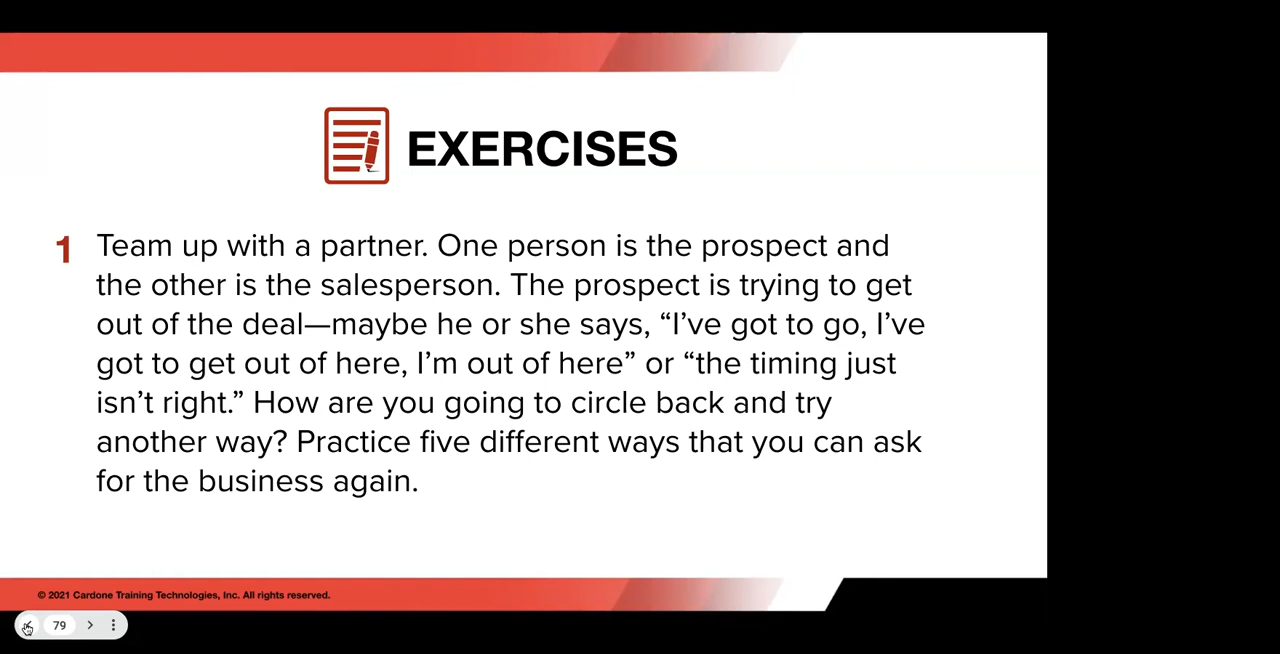 EXERCISES
1 Team up with a partner. One person is the prospect and
the other is the salesperson. The prospect is trying to get
out of the deal—maybe he or she says, “I’ve got to go, I’ve
got to get out of here, I’m out of here” or “the timing just
isn’t right.” How are you going to circle back and try
another way? Practice five different ways that you can ask
for the business again.
© 2021 Cardone Training Technologies, Inc. All rights reserved.
79